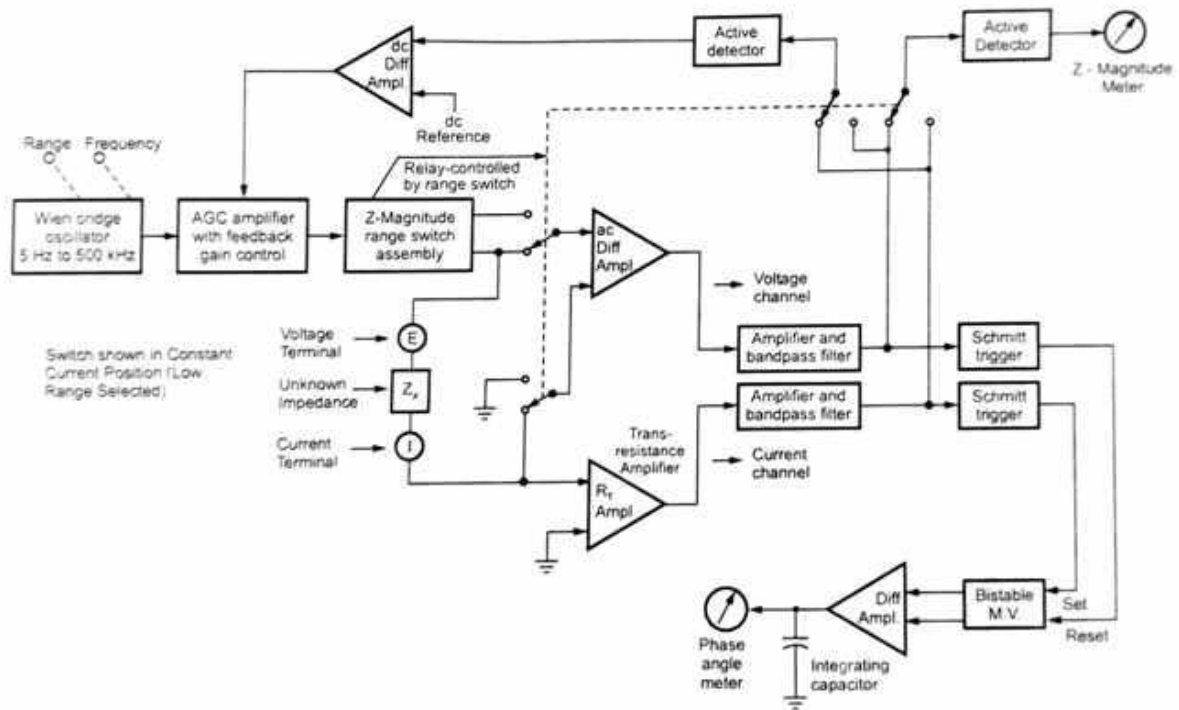 Active
detector
Active
Detector
Z - Magnitude
Meter
dc
Diff
Ampl.
dc
Reference
Range
Frequency
Relay-controlled
by range switch
Wien bridge
oscillator
5 Hz to 500 kHz
AGC amplifier
with feedback
gain control
Z-Magnitude
range switch
assembly
ac
Diff
Ampl
Voltage
channel
Voltage
Terminal
E
Amplifier and
bandpass filter
Schmitt
trigger
Switch shown in Constant
Current Position (Low
Range Selected)
Unknown
Impedance
Zx
Amplifier and
bandpass filter
Schmitt
trigger
Current
Terminal
I
Trans-
resistance
Amplifier
Current
channel
RT
Ampl
Diff
Ampl.
Bistable
M.V.
Set
Reset
Phase
angle
meter
Integrating
capacitor